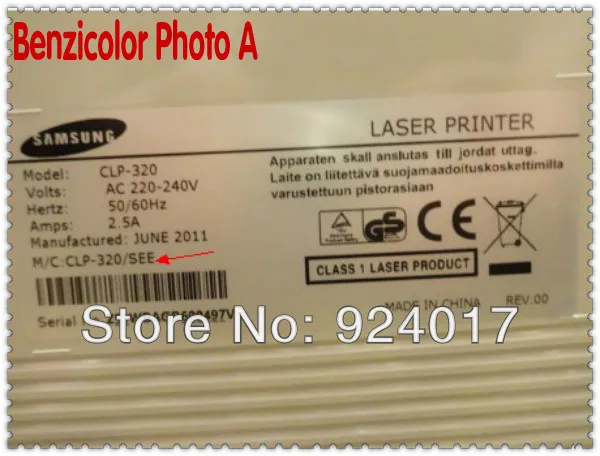 Benzicolor Photo A
SAMSUNG
LASER PRINTER
Model: CLP-320
Volts: AC 220-240V
Hertz: 50/60Hz
Amps: 2.5A
Manufactured: JUNE 2011
M/C:CLP-320/SEE
Apparaten skall anslutas till jordat uttag.
Laite on liitettävä suojamaadoituskoskettimilla
varustettuun pistorasiaan
GS
CE
CLASS 1 LASER PRODUCT
MADE IN CHINA REV.00
Serial
Store No: 924017